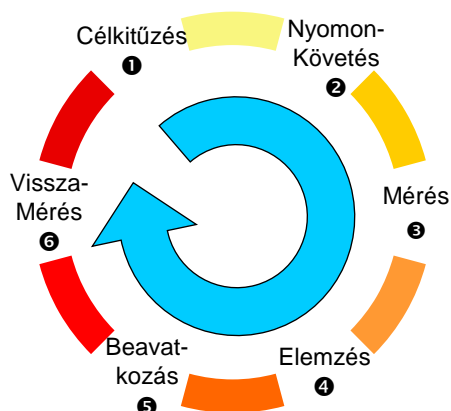 Célkitűzés
❶
Nyomon-
Követés
❷
Mérés
❸
Elemzés
❹
Beavat-
kozás
❺
Vissza-
Mérés
❻